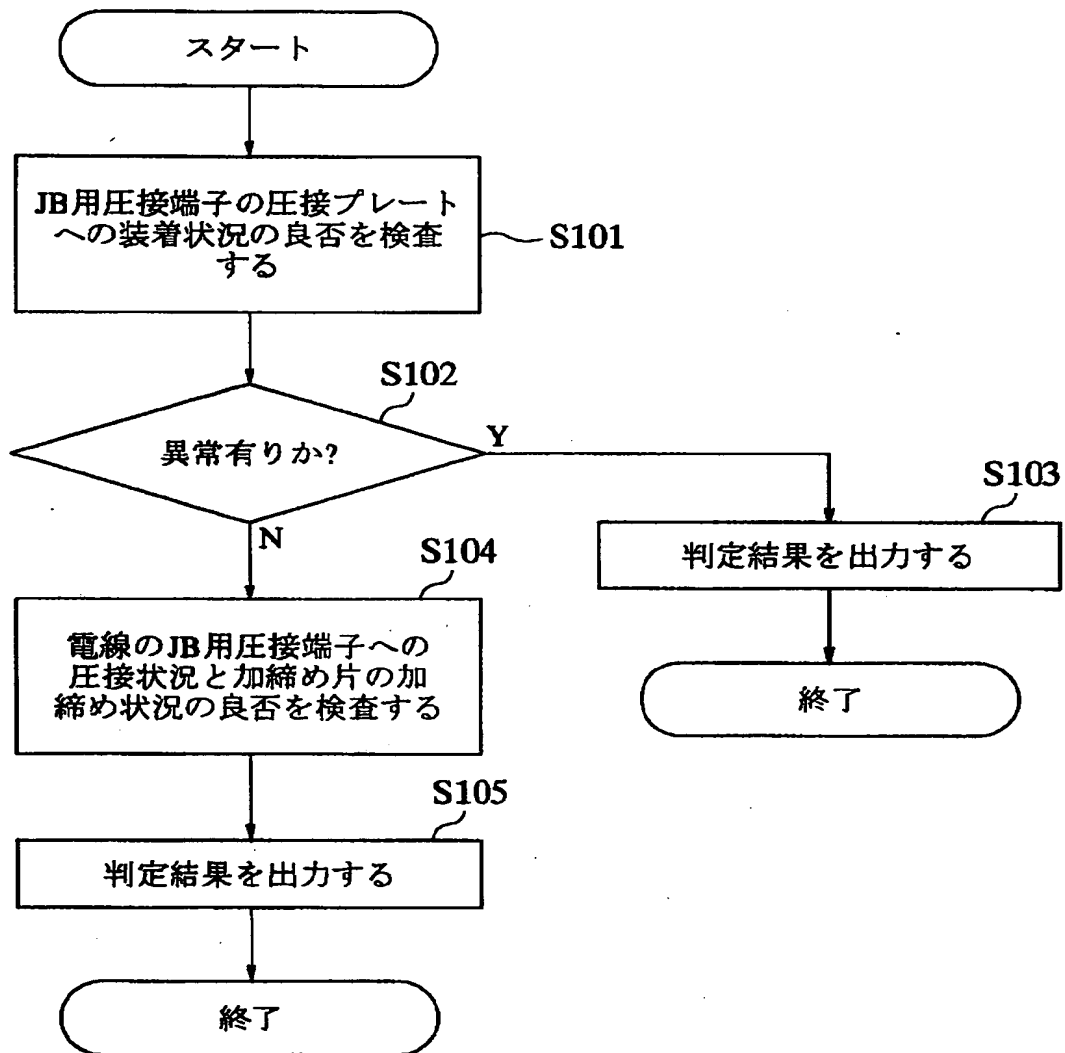 スタート
JB用圧接端子の圧接プレート
への装着状況の良否を検査
する
S101
S102
異常有りか?
Y
N
S103
判定結果を出力する
終了
S104
電線のJB用圧接端子への
圧接状況と加締め片の加
締め状況の良否を検査する
S105
判定結果を出力する
終了